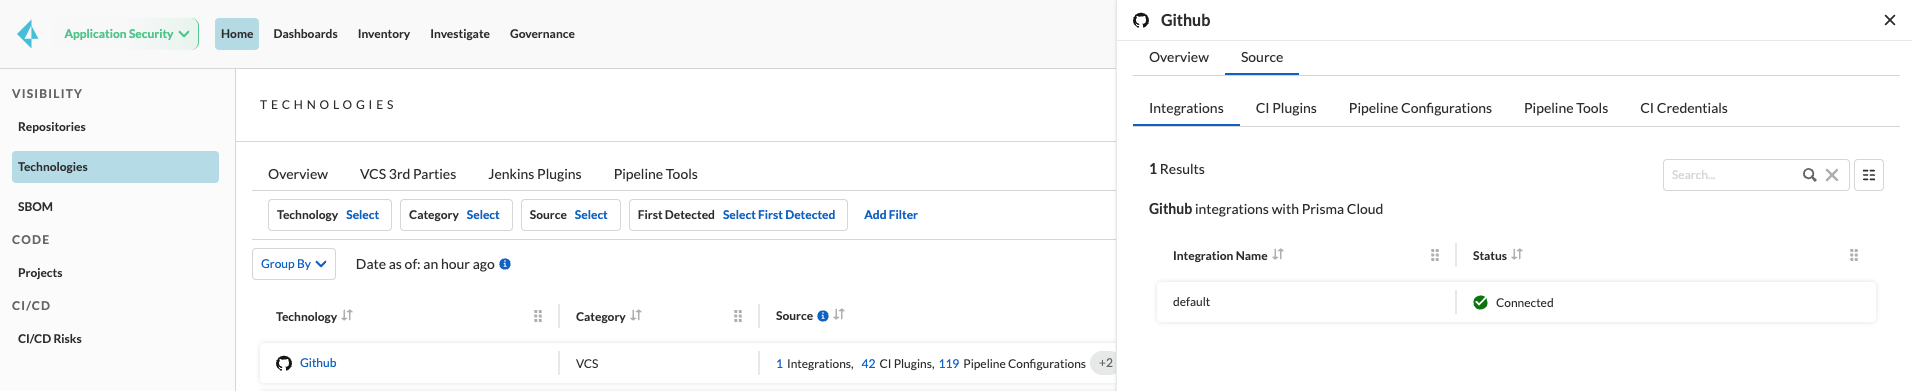 Application Security
Home
Dashboards
Inventory
Investigate
Governance
VISIBILITY
Repositories
Technologies
SBOM
CODE
Projects
CI/CD
CI/CD Risks
TECHNOLOGIES
Overview
VCS 3rd Parties
Jenkins Plugins
Pipeline Tools
Technology Select
Category Select
Source Select
First Detected Select First Detected
Add Filter
Group By
Date as of: an hour ago
Technology
Category
Source
Github
VCS
1 Integrations, 42 CI Plugins, 119 Pipeline Configurations +2
Github
Overview
Source
Integrations
CI Plugins
Pipeline Configurations
Pipeline Tools
CI Credentials
1 Results
Search...
Github integrations with Prisma Cloud
Integration Name
Status
default
Connected